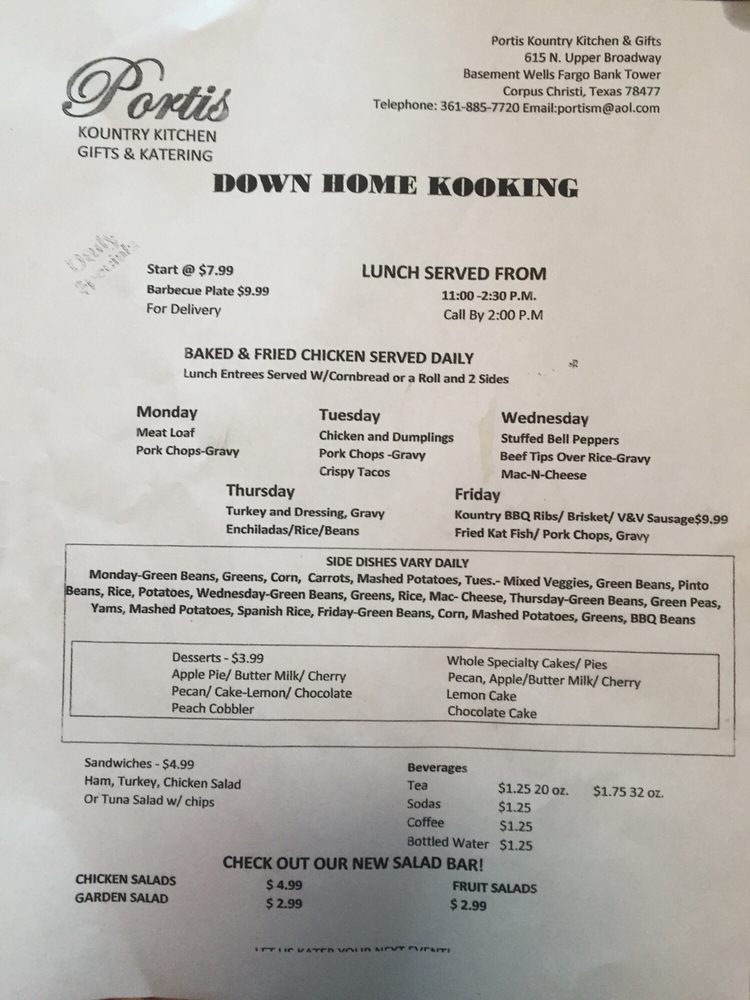 Portis
KOUNTRY KITCHEN
GIFTS & KATERING
Portis Kountry Kitchen & Gifts
615 N. Upper Broadway
Basement Wells Fargo Bank Tower
Corpus Christi, Texas 78477
Telephone: 361-885-7720 Email:portism@aol.com
DOWN HOME KOOKING
Start @ $7.99
Barbecue Plate $9.99
For Delivery
LUNCH SERVED FROM
11:00 -2:30 P.M.
Call By 2:00 P.M
BAKED & FRIED CHICKEN SERVED DAILY
Lunch Entrees Served W/Cornbread or a Roll and 2 Sides
Monday
Meat Loaf
Pork Chops-Gravy
Tuesday
Chicken and Dumplings
Pork Chops -Gravy
Crispy Tacos
Wednesday
Stuffed Bell Peppers
Beef Tips Over Rice-Gravy
Mac-N-Cheese
Thursday
Turkey and Dressing, Gravy
Enchiladas/Rice/Beans
Friday
Kountry BBQ Ribs/ Brisket/ V&V Sausage$9.99
Fried Kat Fish/ Pork Chops, Gravy
SIDE DISHES VARY DAILY
Monday-Green Beans, Greens, Corn, Carrots, Mashed Potatoes, Tues.- Mixed Veggies, Green Beans, Pinto
Beans, Rice, Potatoes, Wednesday-Green Beans, Greens, Rice, Mac- Cheese, Thursday-Green Beans, Green Peas,
Yams, Mashed Potatoes, Spanish Rice, Friday-Green Beans, Corn, Mashed Potatoes, Greens, BBQ Beans
Desserts - $3.99
Apple Pie/ Butter Milk/ Cherry
Pecan/ Cake-Lemon/ Chocolate
Peach Cobbler
Whole Specialty Cakes/ Pies
Pecan, Apple/Butter Milk/ Cherry
Lemon Cake
Chocolate Cake
Sandwiches - $4.99
Ham, Turkey, Chicken Salad
Or Tuna Salad w/ chips
Beverages
Tea $1.25 20 oz. $1.75 32 oz.
Sodas $1.25
Coffee $1.25
Bottled Water $1.25
CHECK OUT OUR NEW SALAD BAR!
CHICKEN SALADS $ 4.99 FRUIT SALADS
GARDEN SALAD $ 2.99 $ 2.99